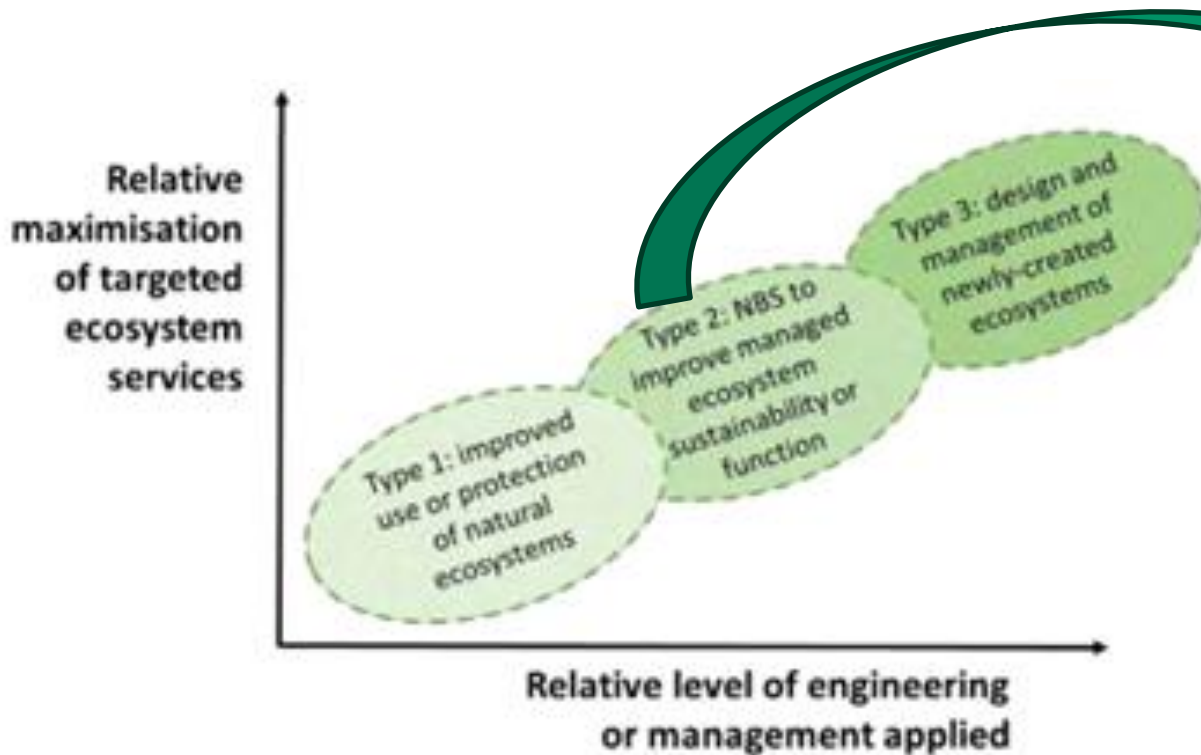 Relative
maximisation
of targeted
ecosystem
services
Type 1: improved
use or protection
of natural
ecosystems
Type 2: NBS to
improve managed
ecosystem
sustainability or
function
Type 3: design and
management of
newly-created
ecosystems
Relative level of engineering
or management applied